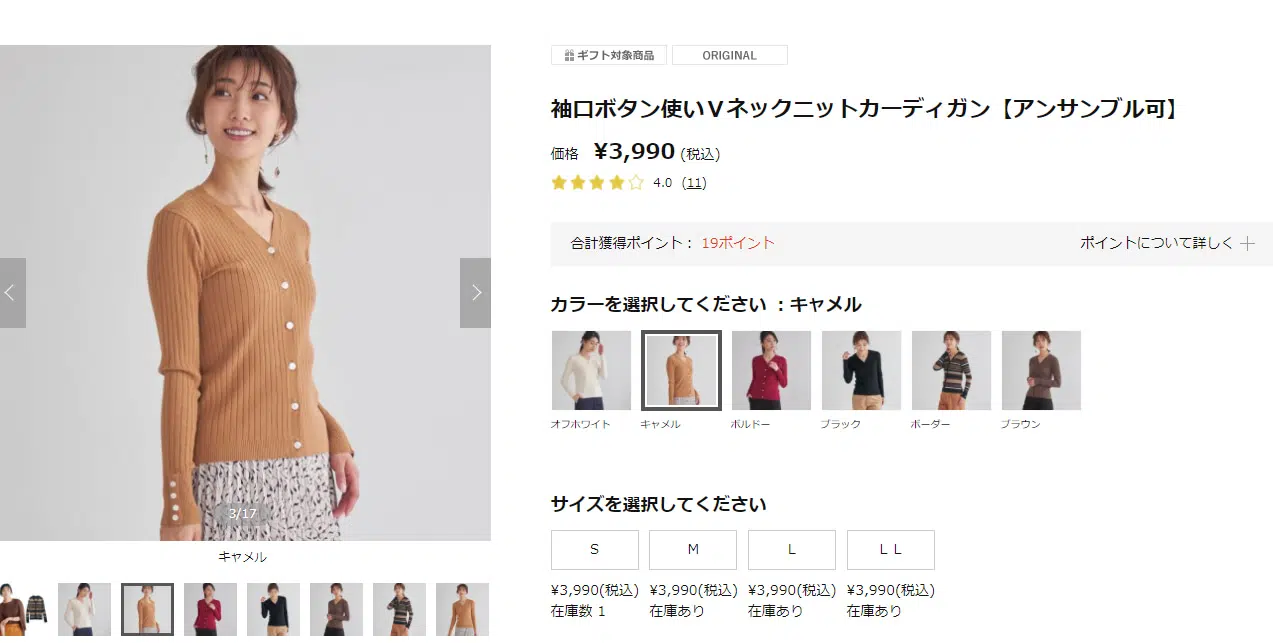 ギフト対象商品 ORIGINAL
袖口ボタン使いVネックニットカーディガン【アンサンブル可】
価格 ¥3,990 (税込)
4.0 (11)
合計獲得ポイント： 19ポイント ポイントについて詳しく
カラーを選択してください ：キャメル
オフホワイト キャメル ボルドー ブラック ボーダー ブラウン
3/17
キャメル
サイズを選択してください
S M L ＬＬ
¥3,990(税込) ¥3,990(税込) ¥3,990(税込) ¥3,990(税込)
在庫数 1 在庫あり 在庫あり 在庫あり